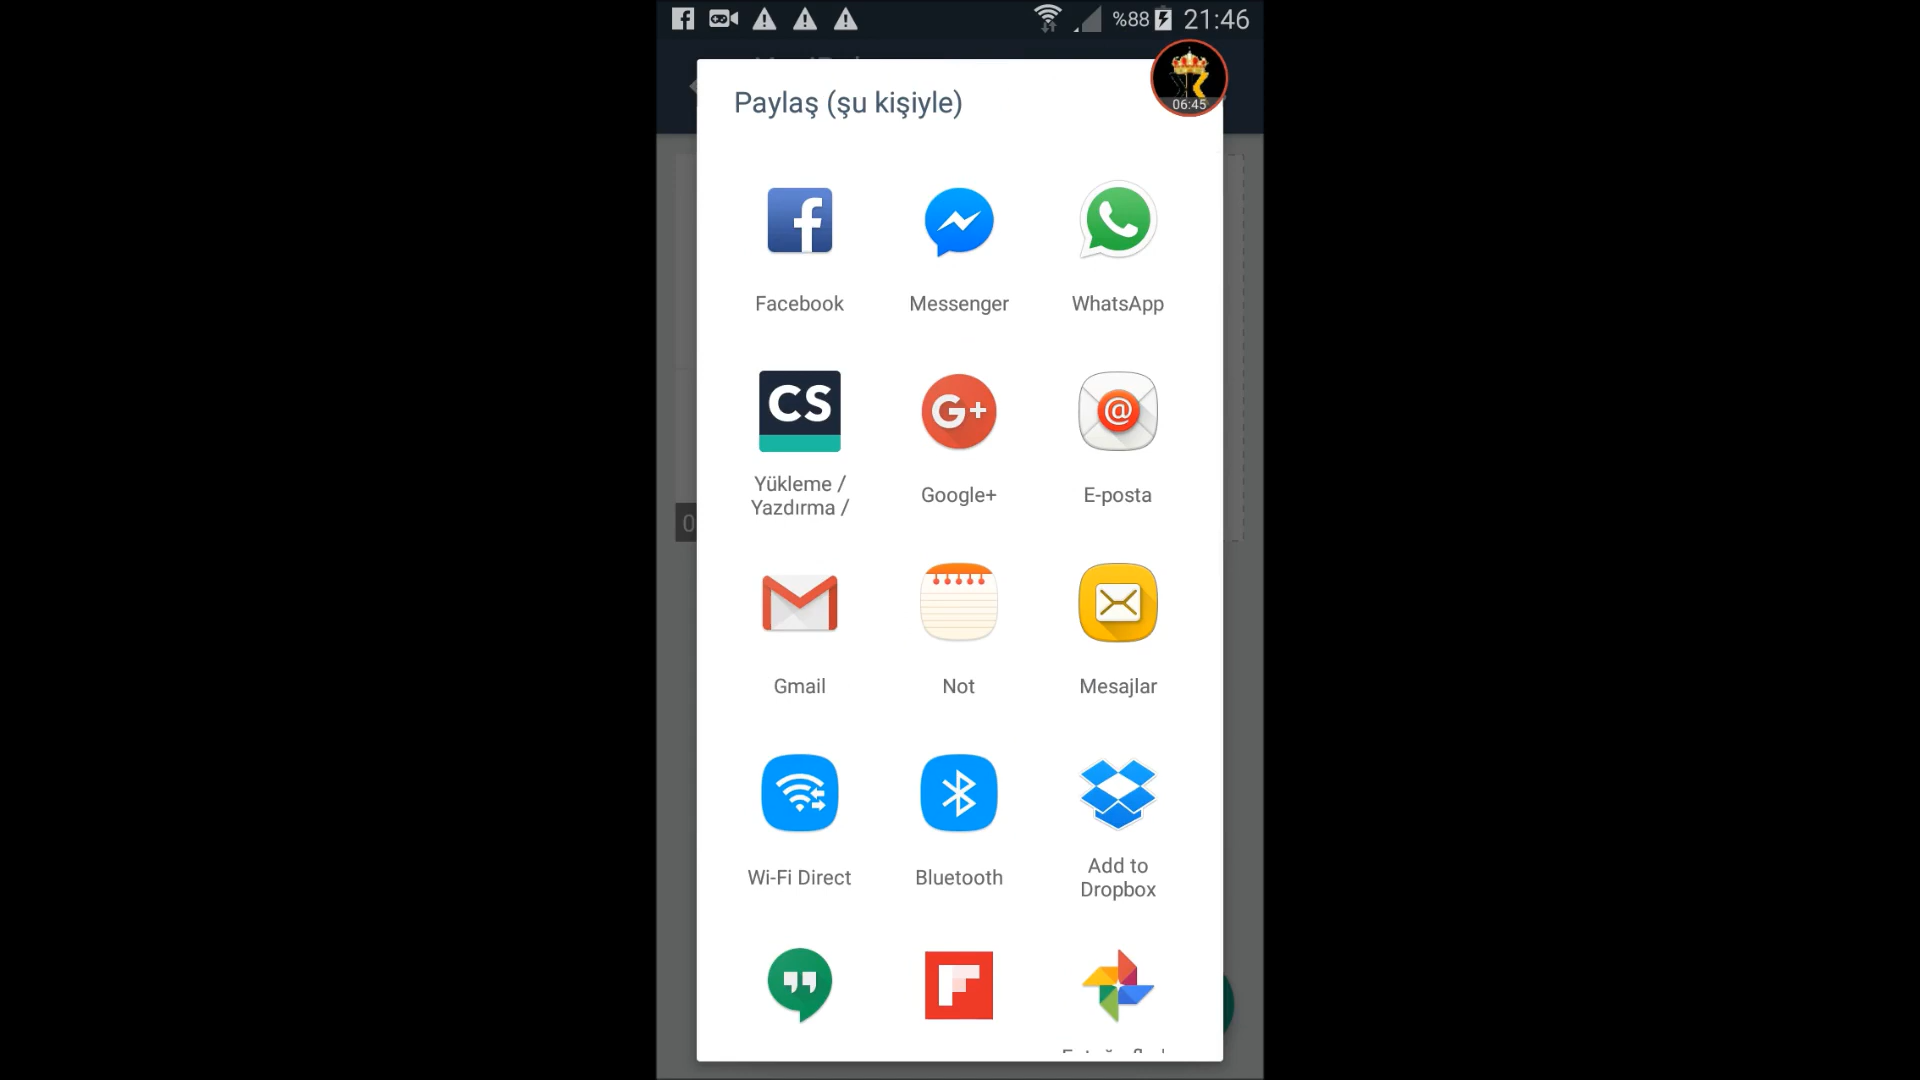 %88 21:46
06:45
Paylaş (şu kişiyle)
Facebook Messenger WhatsApp
CS G+ @
Yükleme /
Yazdırma /
Google+ E-posta
Gmail Not Mesajlar
Wi-Fi Direct Bluetooth
Add to
Dropbox